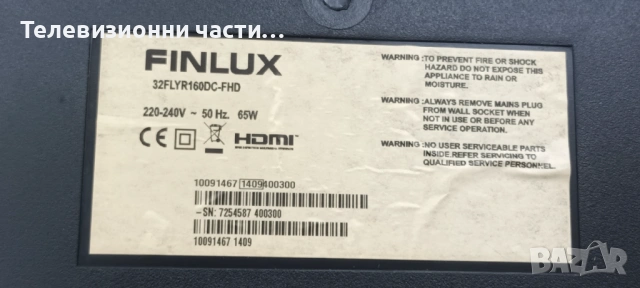 Телевизионни части...
FINLUX
32FLYR160DC-FHD
220-240V ~ 50 Hz. 65W
CE HDMI
10091467 1409400300
-SN: 7254587 400300
10091467 1409
WARNING :TO PREVENT FIRE OR SHOCK
HAZARD DO NOT EXPOSE THIS
APPLIANCE TO RAIN OR
MOISTURE.
WARNING :ALWAYS REMOVE MAINS PLUG
FROM WALL SOCKET WHEN
NOT IN USE OR BEFORE ANY
SERVICE OPERATION.
WARNING :NO USER SERVICEABLE PARTS
INSIDE.REFER SERVICING TO
QUALIFIED SERVICE PERSONNEL.
BAZAR